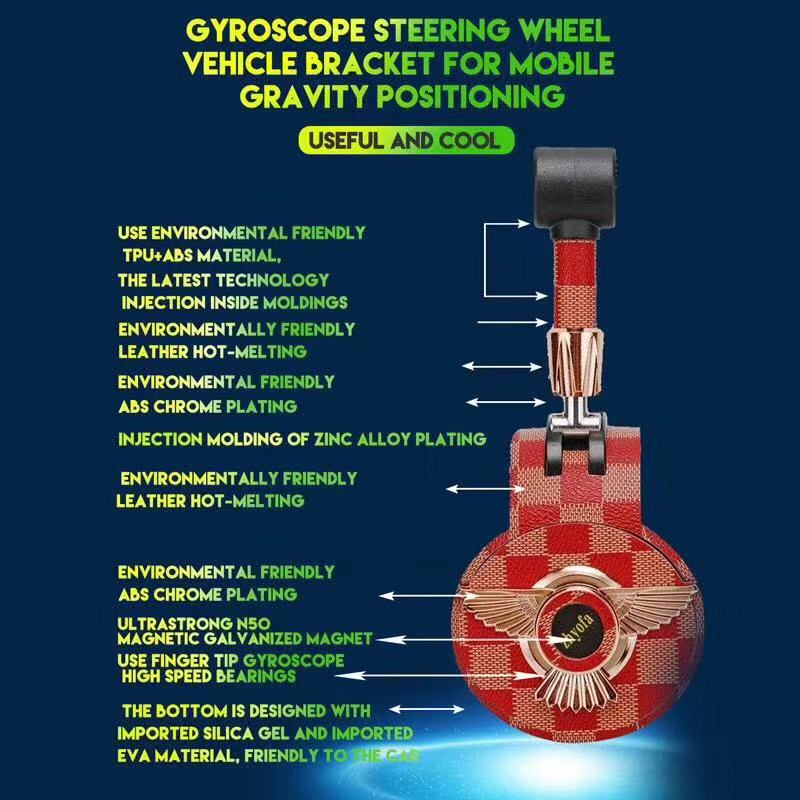 GYROSCOPE STEERING WHEEL
VEHICLE BRACKET FOR MOBILE
GRAVITY POSITIONING
USEFUL AND COOL
USE ENVIRONMENTAL FRIENDLY
TPU+ABS MATERIAL,
THE LATEST TECHNOLOGY
INJECTION INSIDE MOLDINGS
ENVIRONMENTALLY FRIENDLY
LEATHER HOT-MELTING
ENVIRONMENTAL FRIENDLY
ABS CHROME PLATING
INJECTION MOLDING OF ZINC ALLOY PLATING
ENVIRONMENTALLY FRIENDLY
LEATHER HOT-MELTING
ENVIRONMENTAL FRIENDLY
ABS CHROME PLATING
ULTRASTRONG N50
MAGNETIC GALVANIZED MAGNET
zhyofa
USE FINGER TIP GYROSCOPE
HIGH SPEED BEARINGS
THE BOTTOM IS DESIGNED WITH
IMPORTED SILICA GEL AND IMPORTED
EVA MATERIAL, FRIENDLY TO THE CAR